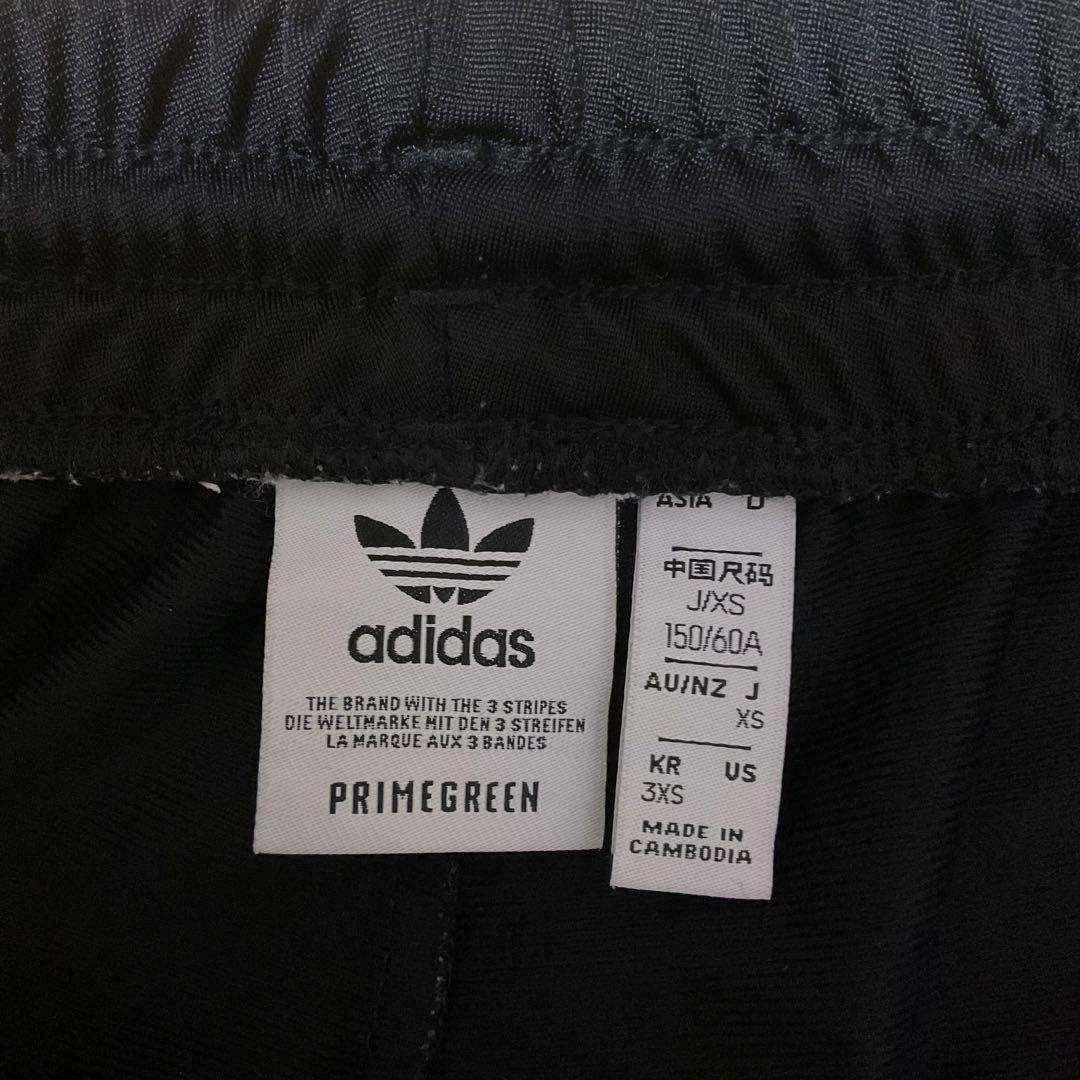 adidas
THE BRAND WITH THE 3 STRIPES
DIE WELTMARKE MIT DEN 3 STREIFEN
LA MARQUE AUX 3 BANDES
PRIMEGREEN
ASIA
中国尺码
J/XS
150/60A
AU/NZ J
XS
KR US
3XS
MADE IN
CAMBODIA